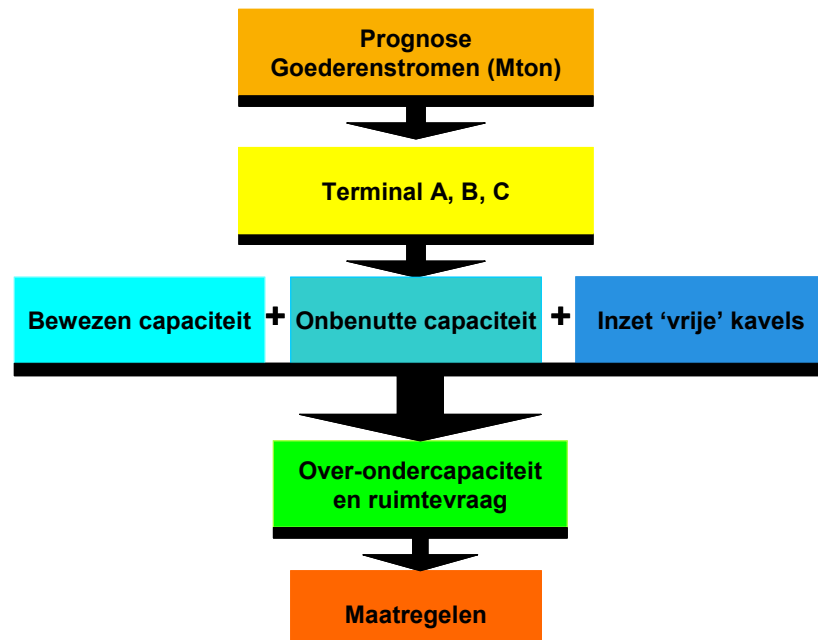 Prognose
Goederenstromen (Mton)
Terminal A, B, C
Bewezen capaciteit + Onbenutte capaciteit + Inzet ‘vrije’ kavels
Over-ondercapaciteit
en ruimtevraag
Maatregelen